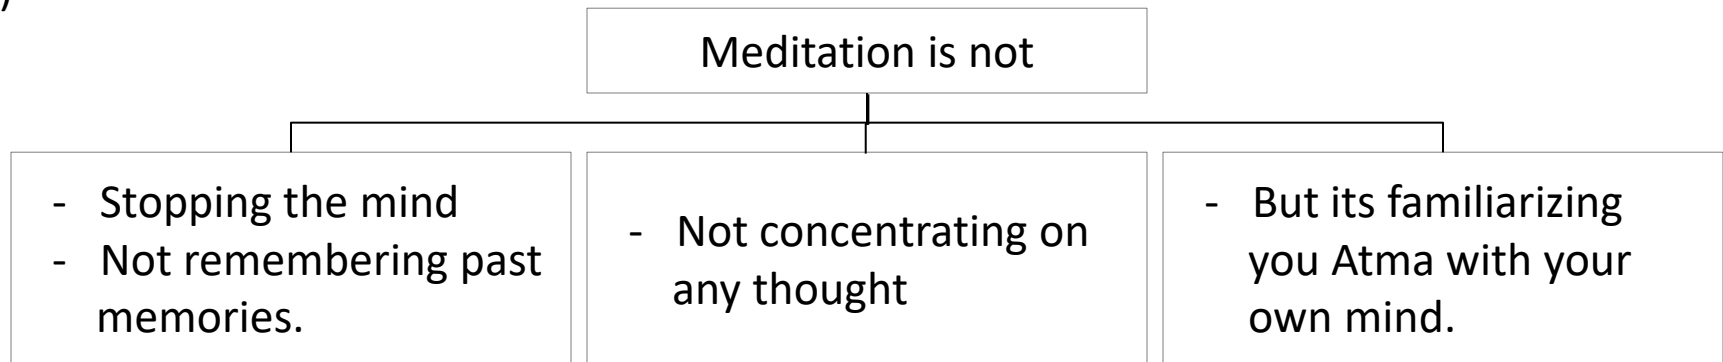 )
Meditation is not
- Stopping the mind
- Not remembering past
memories.
- Not concentrating on
any thought
- But its familiarizing
you Atma with your
own mind.